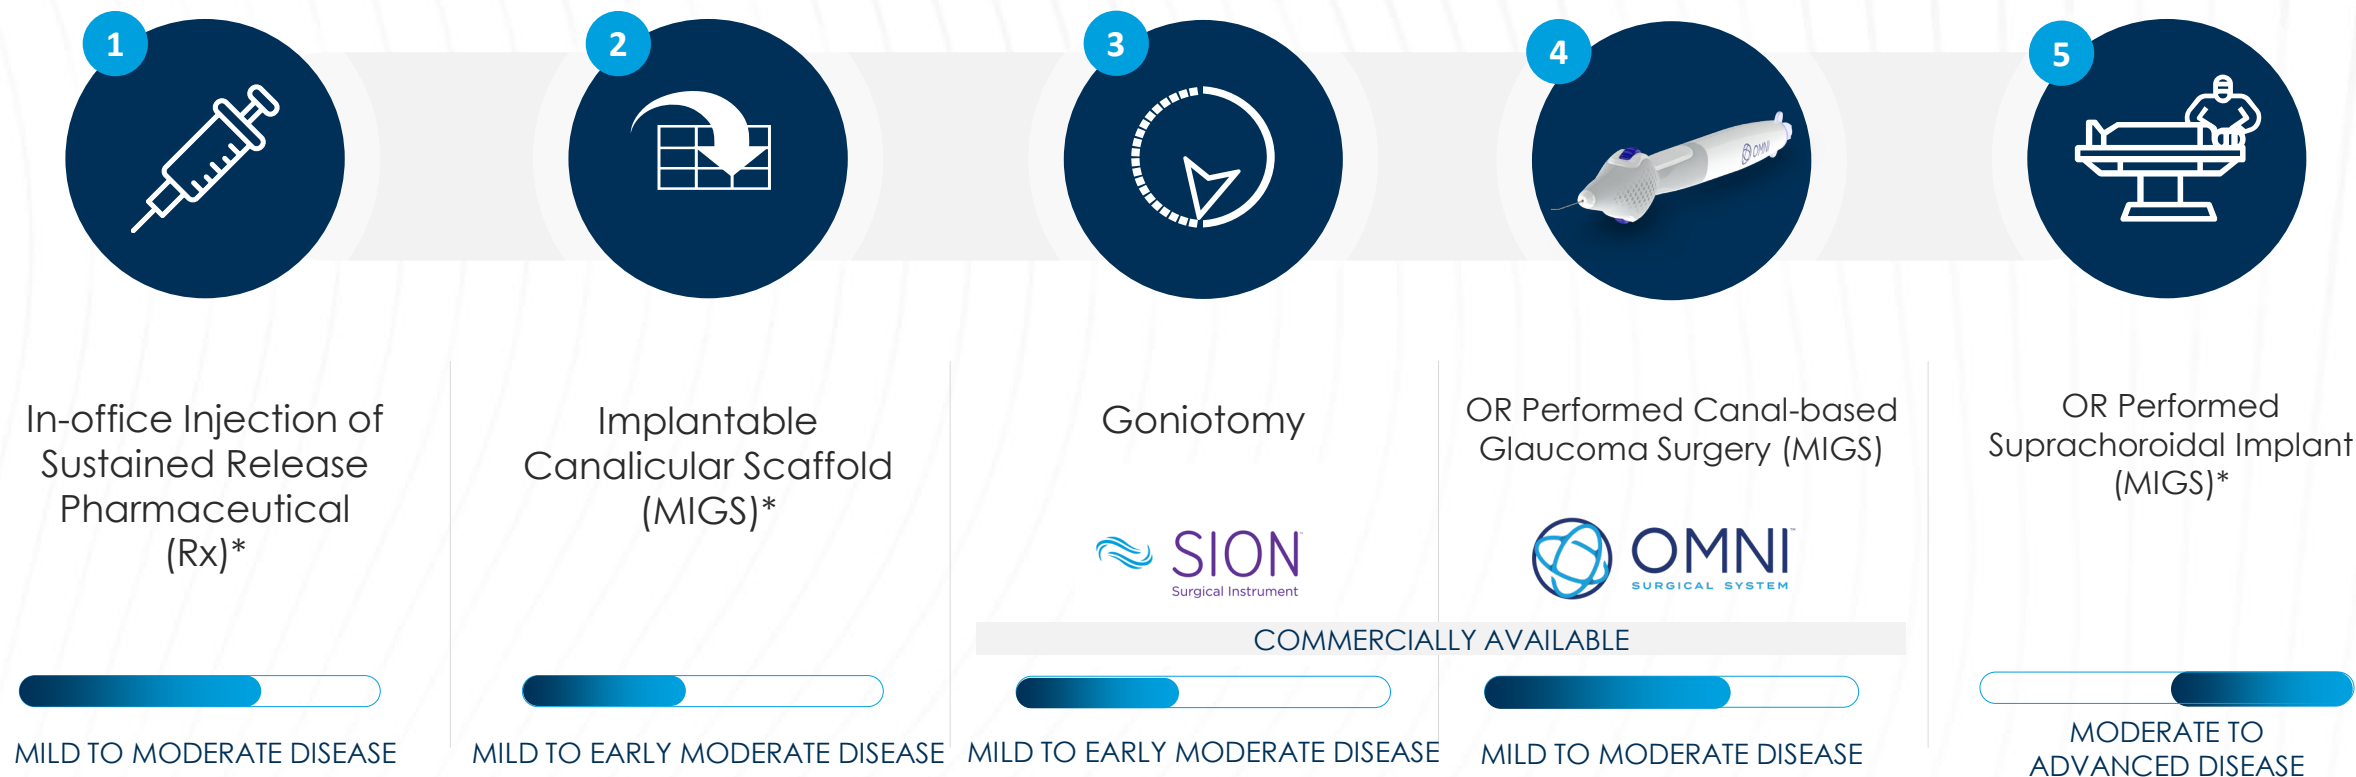 1
2
3
4
5
OMNI
In-office Injection of
Sustained Release
Pharmaceutical
(Rx)*
Implantable
Canalicular Scaffold
(MIGS)*
Goniotomy
SION™
Surgical Instrument
OR Performed Canal-based
Glaucoma Surgery (MIGS)
OMNI™
SURGICAL SYSTEM
OR Performed
Suprachoroidal Implant
(MIGS)*
COMMERCIALLY AVAILABLE
MILD TO MODERATE DISEASE
MILD TO EARLY MODERATE DISEASE
MILD TO EARLY MODERATE DISEASE
MILD TO MODERATE DISEASE
MODERATE TO
ADVANCED DISEASE